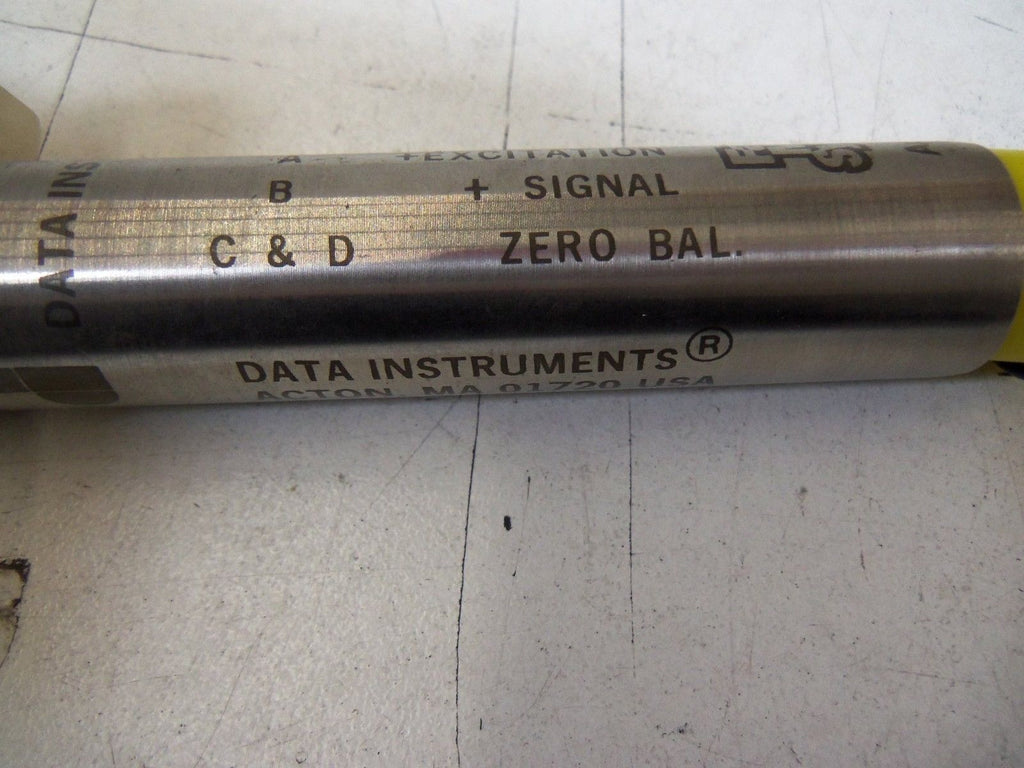 A +EXCITATION
B + SIGNAL
C & D ZERO BAL.
DATA INSTRUMENTS®
ACTON, MA 01720 USA
DATA INS